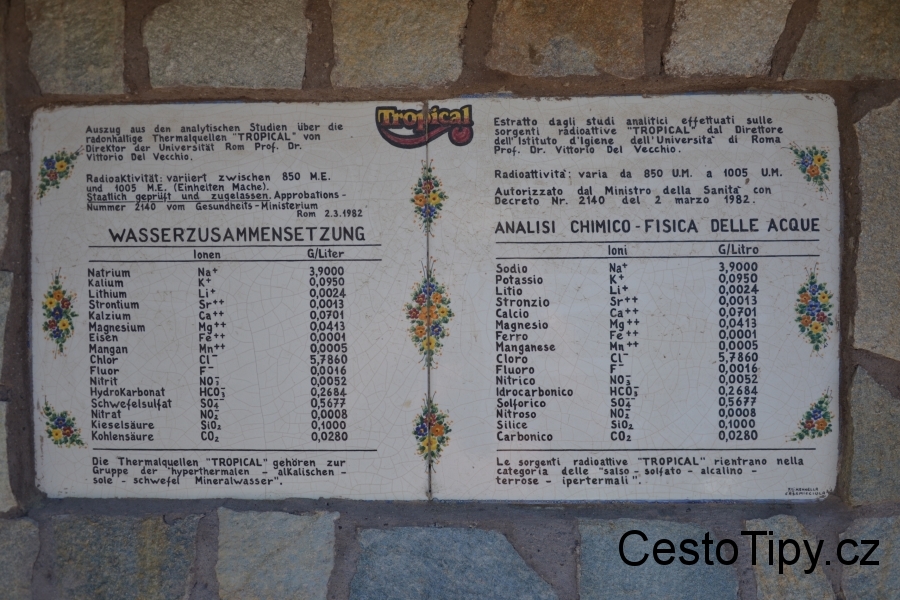 Tropical
Auszug aus den analytischen Studien über die
radonhältige Thermalquellen "TROPICAL" von
Direktor der Universität Rom Prof. Dr.
Vittorio Del Vecchio.
Radioaktivität: variiert zwischen 850 M.E.
und 1005 M.E. (Einheiten Mache).
Staatlich geprüft und zugelassen. Approbations-
Nummer 2140 vom Gesundheits-Ministerium
Rom 2.3.1982
WASSERZUSAMMENSETZUNG
Ionen G/Liter
Natrium Na+ 3,9000
Kalium K+ 0,0950
Lithium Li+ 0,0024
Strontium Sr++ 0,0013
Kalzium Ca++ 0,0701
Magnesium Mg++ 0,0413
Eisen Fe++ 0,0001
Mangan Mn++ 0,0005
Chlor Cl- 5,7860
Fluor F- 0,0016
Nitrit NO3- 0,0052
HydroKarbonat HCO3- 0,2684
Schwefelsulfat SO4- 0,5677
Nitrat NO2- 0,0008
Kieselsäure SiO2 0,1000
Kohlensäure CO2 0,0280
Die Thermalquellen "TROPICAL" gehören zur
Gruppe der "hyperthermalen - alkalischen -
sole - schwefel Mineralwasser".
Estratto dagli studi analitici effettuati sulle
sorgenti radioattive "TROPICAL" dal Direttore
dell'Istituto d'Igiene dell'Universita' di Roma
Prof. Dr. Vittorio Del Vecchio.
Radioattivita': varia da 850 U.M. a 1005 U.M.
Autorizzato dal Ministro della Sanita' con
Decreto Nr. 2140 del 2 marzo 1982.
ANALISI CHIMICO-FISICA DELLE ACQUE
Ioni G/Litro
Sodio Na+ 3,9000
Potassio K+ 0,0950
Litio Li+ 0,0024
Stronzio Sr++ 0,0013
Calcio Ca++ 0,0701
Magnesio Mg++ 0,0413
Ferro Fe++ 0,0001
Manganese Mn++ 0,0005
Cloro Cl- 5,7860
Fluoro F- 0,0016
Nitrico NO3- 0,0052
Idrocarbonico HCO3- 0,2684
Solforico SO4- 0,5677
Nitroso NO2- 0,0008
Silice SiO2 0,1000
Carbonico CO2 0,0280
Le sorgenti radioattive "TROPICAL" rientrano nella
categoria delle "salso - solfato - alcalino -
terrose - ipertermali".
CestoTipy.cz